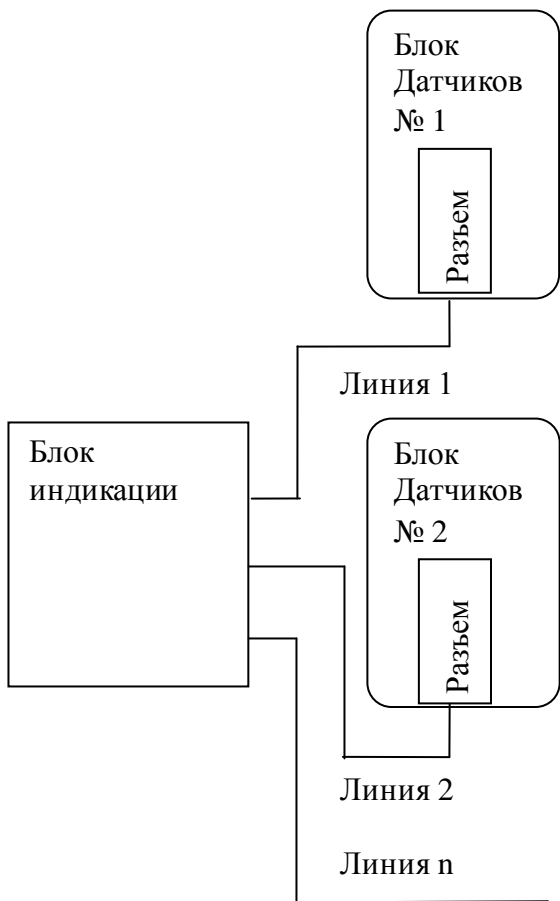 Блок
Датчиков
№ 1
Разъем
Линия 1
Блок
индикации
Блок
Датчиков
№ 2
Разъем
Линия 2
Линия n